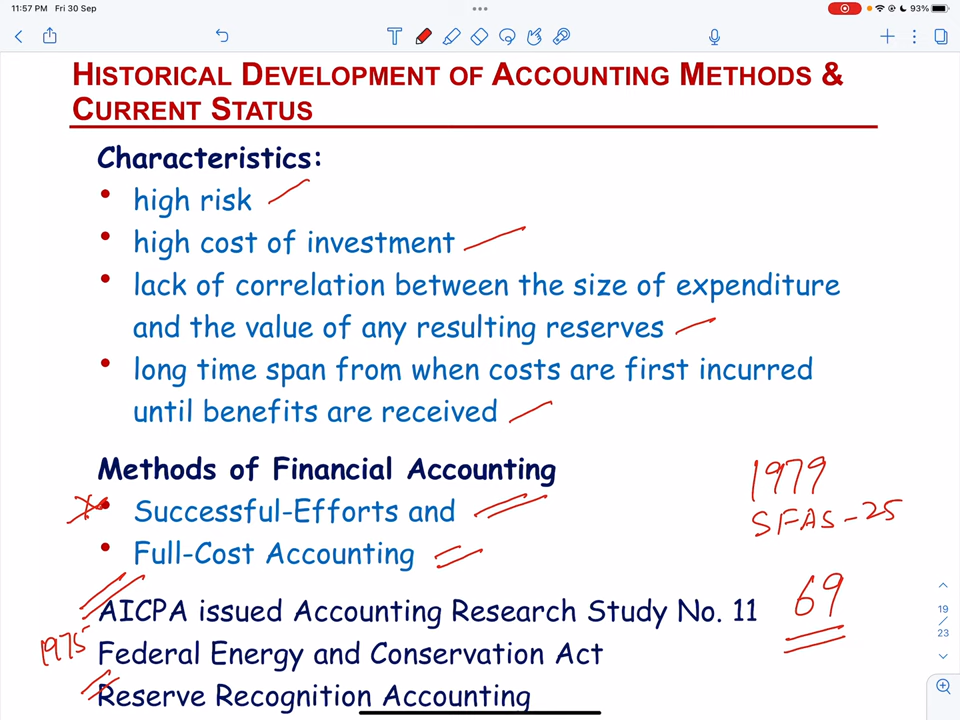 11:57 PM Fri 30 Sep
93%
HISTORICAL DEVELOPMENT OF ACCOUNTING METHODS &
CURRENT STATUS
Characteristics:
• high risk
• high cost of investment
• lack of correlation between the size of expenditure
and the value of any resulting reserves
• long time span from when costs are first incurred
until benefits are received
Methods of Financial Accounting
• Successful-Efforts and
• Full-Cost Accounting
1979
SFAS-25
AICPA issued Accounting Research Study No. 11
69
1975
Federal Energy and Conservation Act
Reserve Recognition Accounting
19
/
23